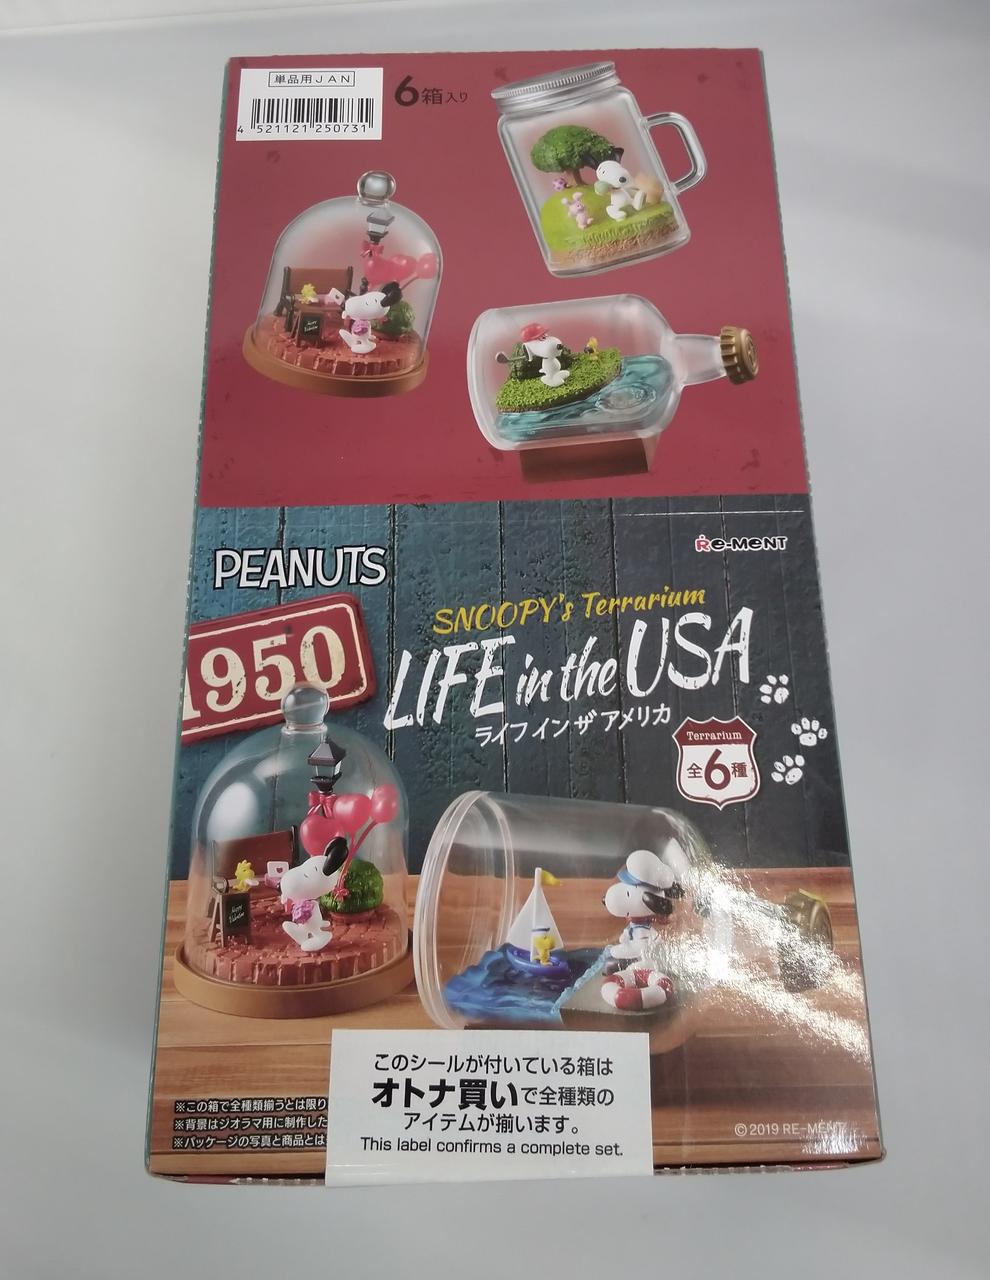 単品用JAN
4 521121 250731
6箱入り
PEANUTS
Re-MeNT
SNOOPY's Terrarium
1950
LIFE in the USA
ライフ イン ザ アメリカ
Terrarium
全6種
Happy
Valentine
このシールが付いている箱は
オトナ買いで全種類の
アイテムが揃います。
This label confirms a complete set.
※この箱で全種類揃うとは限り
※背景はジオラマ用に制作した
※パッケージの写真と商品とは
©2019 RE-MENT